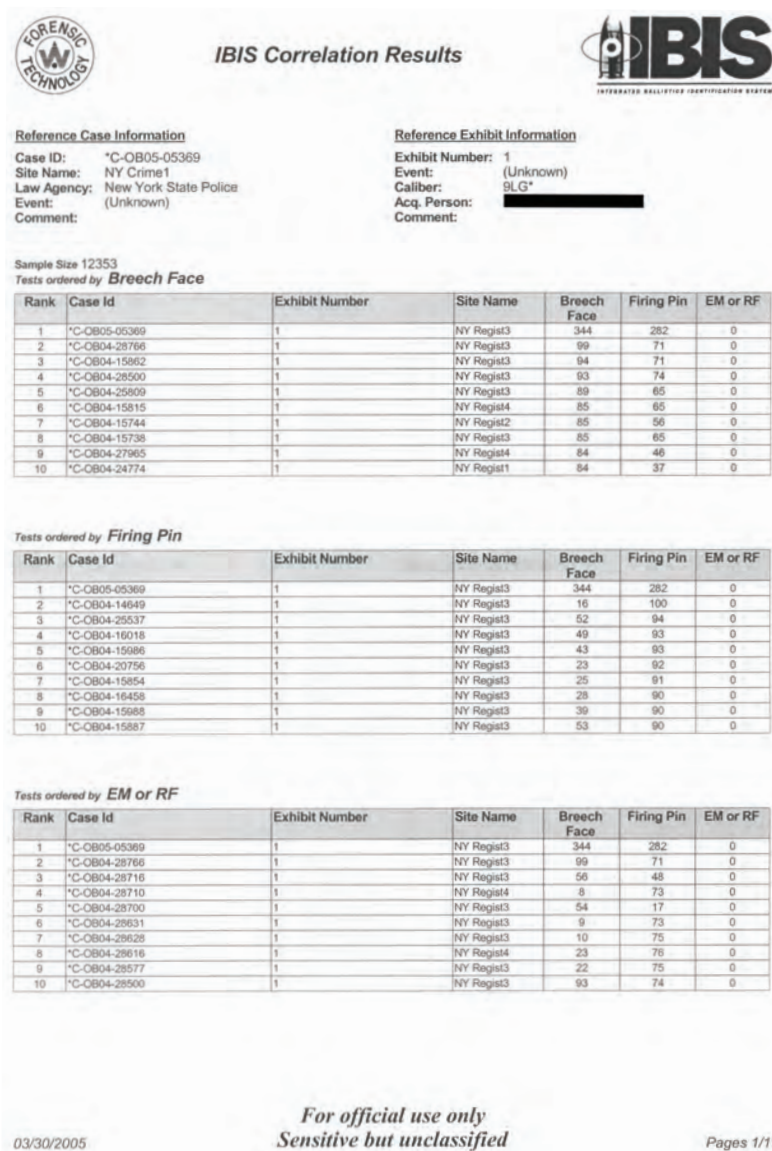 FORENSIC TECHNOLOGY
IBIS Correlation Results
IBIS
INTEGRATED BALLISTICS IDENTIFICATION SYSTEM
Reference Case Information
Case ID: *C-OB05-05369
Site Name: NY Crime1
Law Agency: New York State Police
Event: (Unknown)
Comment:
Reference Exhibit Information
Exhibit Number: 1
Event: (Unknown)
Caliber: 9LG*
Acq. Person:
Comment:
Sample Size 12353
Tests ordered by Breech Face
Rank Case Id Exhibit Number Site Name Breech Face Firing Pin EM or RF
1 *C-OB05-05369 1 NY Regist3 344 282 0
2 *C-OB04-28766 1 NY Regist3 99 71 0
3 *C-OB04-15862 1 NY Regist3 94 71 0
4 *C-OB04-28500 1 NY Regist3 93 74 0
5 *C-OB04-25809 1 NY Regist3 89 65 0
6 *C-OB04-15815 1 NY Regist4 85 65 0
7 *C-OB04-15744 1 NY Regist2 85 56 0
8 *C-OB04-15738 1 NY Regist3 85 65 0
9 *C-OB04-27965 1 NY Regist4 84 46 0
10 *C-OB04-24774 1 NY Regist1 84 37 0
Tests ordered by Firing Pin
Rank Case Id Exhibit Number Site Name Breech Face Firing Pin EM or RF
1 *C-OB05-05369 1 NY Regist3 344 282 0
2 *C-OB04-14649 1 NY Regist3 16 100 0
3 *C-OB04-25537 1 NY Regist3 52 94 0
4 *C-OB04-16018 1 NY Regist3 49 93 0
5 *C-OB04-15986 1 NY Regist3 43 93 0
6 *C-OB04-20756 1 NY Regist3 23 92 0
7 *C-OB04-15854 1 NY Regist3 25 91 0
8 *C-OB04-16458 1 NY Regist3 28 90 0
9 *C-OB04-15988 1 NY Regist3 39 90 0
10 *C-OB04-15887 1 NY Regist3 53 90 0
Tests ordered by EM or RF
Rank Case Id Exhibit Number Site Name Breech Face Firing Pin EM or RF
1 *C-OB05-05369 1 NY Regist3 344 282 0
2 *C-OB04-28766 1 NY Regist3 99 71 0
3 *C-OB04-28716 1 NY Regist3 56 48 0
4 *C-OB04-28710 1 NY Regist4 8 73 0
5 *C-OB04-28700 1 NY Regist3 54 17 0
6 *C-OB04-28631 1 NY Regist3 9 73 0
7 *C-OB04-28628 1 NY Regist3 10 75 0
8 *C-OB04-28616 1 NY Regist4 23 76 0
9 *C-OB04-28577 1 NY Regist3 22 75 0
10 *C-OB04-28500 1 NY Regist3 93 74 0
For official use only
03/30/2005 Sensitive but unclassified Pages 1/1